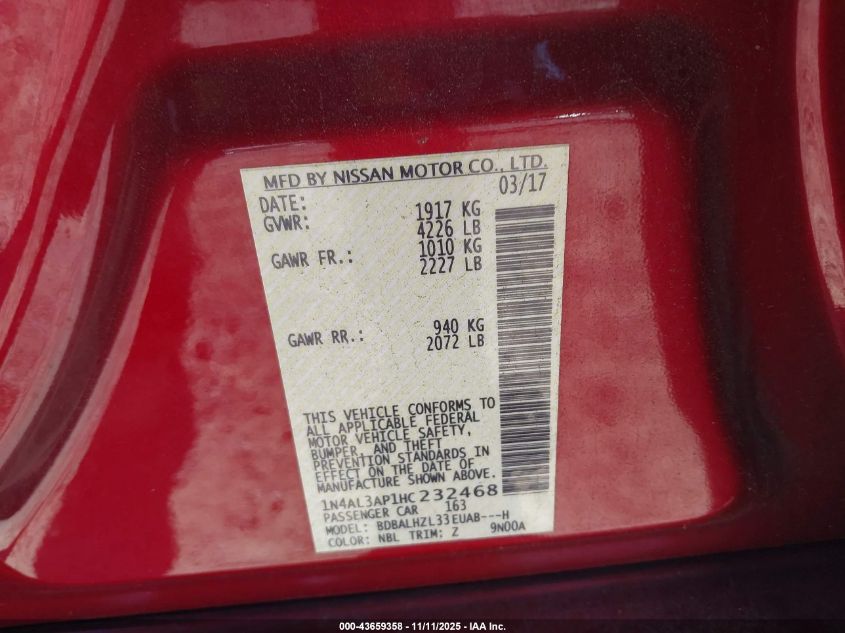 MFD BY NISSAN MOTOR CO., LTD.
DATE: 03/17
GVWR: 1917 KG
4226 LB
GAWR FR.: 1010 KG
2227 LB
GAWR RR.: 940 KG
2072 LB
THIS VEHICLE CONFORMS TO
ALL APPLICABLE FEDERAL
MOTOR VEHICLE SAFETY,
BUMPER, AND THEFT
PREVENTION STANDARDS IN
EFFECT ON THE DATE OF
MANUFACTURE SHOWN ABOVE.
1N4AL3AP1HC232468
PASSENGER CAR 163
MODEL: BDBALHZL33EUAB---H
COLOR: NBL TRIM: Z 9N00A
000-43659358 - 11/11/2025 - IAA Inc.